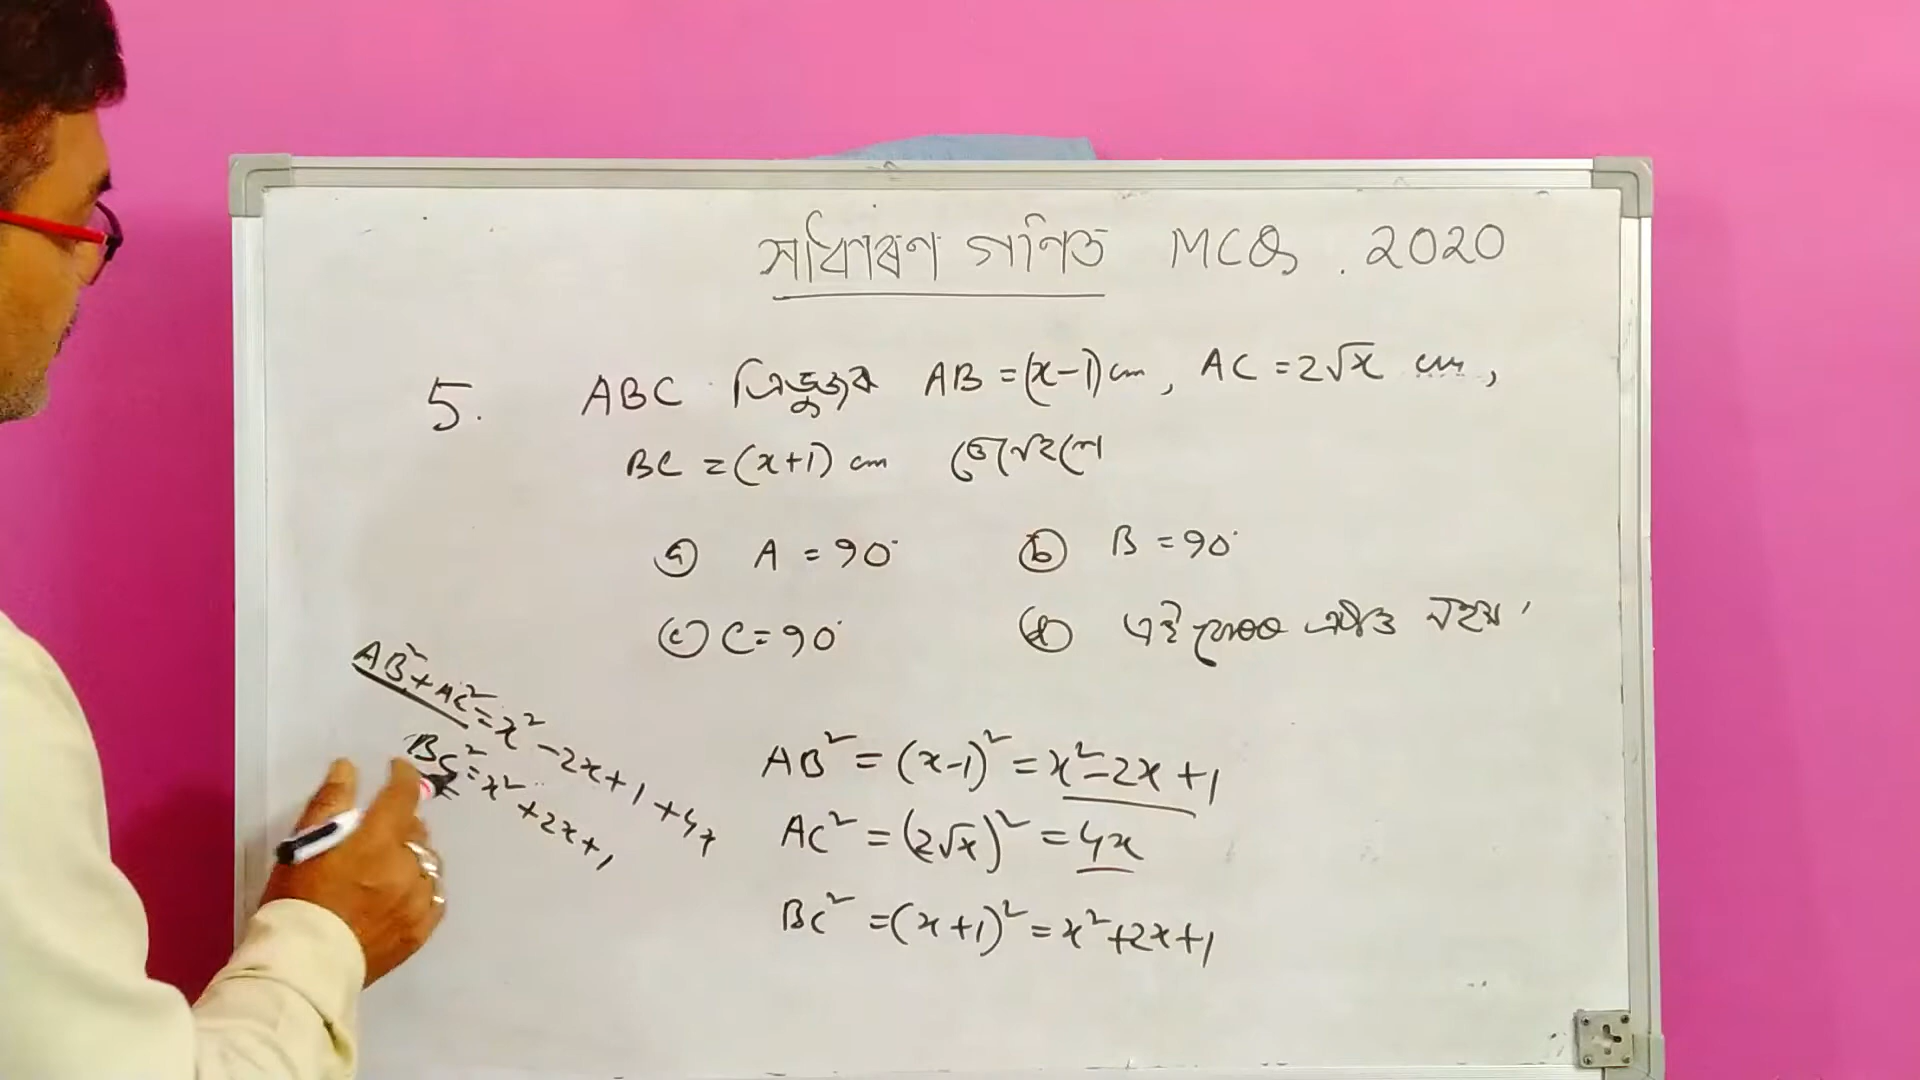 সাধাৰণ গণিত MCQ . 2020
5. ABC ত্ৰিভুজৰ AB = (x-1) cm, AC = 2√x cm,
BC = (x+1) cm তেনেহলে
ⓐ A = 90° ⓑ B = 90°
ⓒ C = 90° ⓓ এই এটাও নহয়
AB² + AC² = x² - 2x + 1 + 4x
BC² = x² + 2x + 1
AB² = (x-1)² = x² - 2x + 1
AC² = (2√x)² = 4x
BC² = (x+1)² = x² + 2x + 1